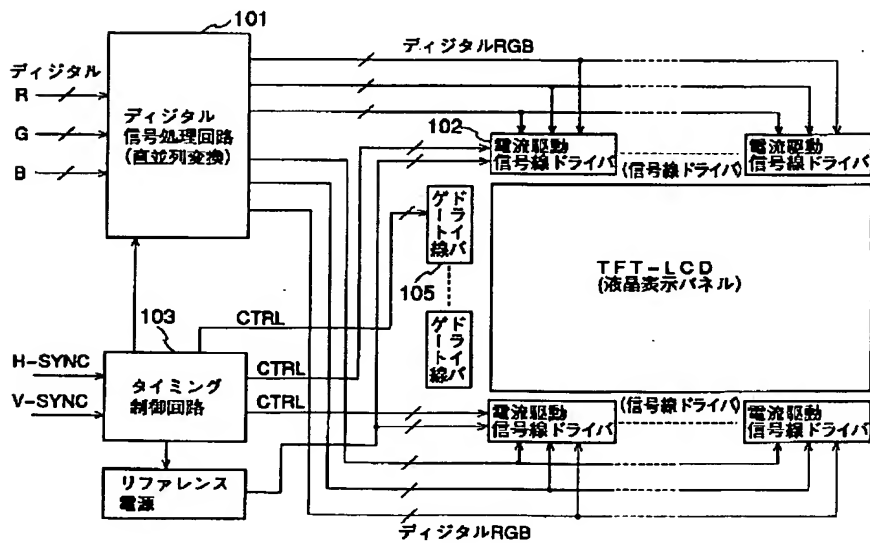 101
ディジタルRGB
ディジタル
R
G
B
ディジタル
信号処理回路
(直並列変換)
102
電流駆動
信号線ドライバ
(信号線ドライバ)
電流駆動
信号線ドライバ
ゲート線
ドライバ
105
TFT-LCD
(液晶表示パネル)
ゲート線
ドライバ
103
CTRL
H-SYNC
V-SYNC
タイミング
制御回路
CTRL
CTRL
電流駆動
信号線ドライバ
(信号線ドライバ)
電流駆動
信号線ドライバ
リファレンス
電源
ディジタルRGB